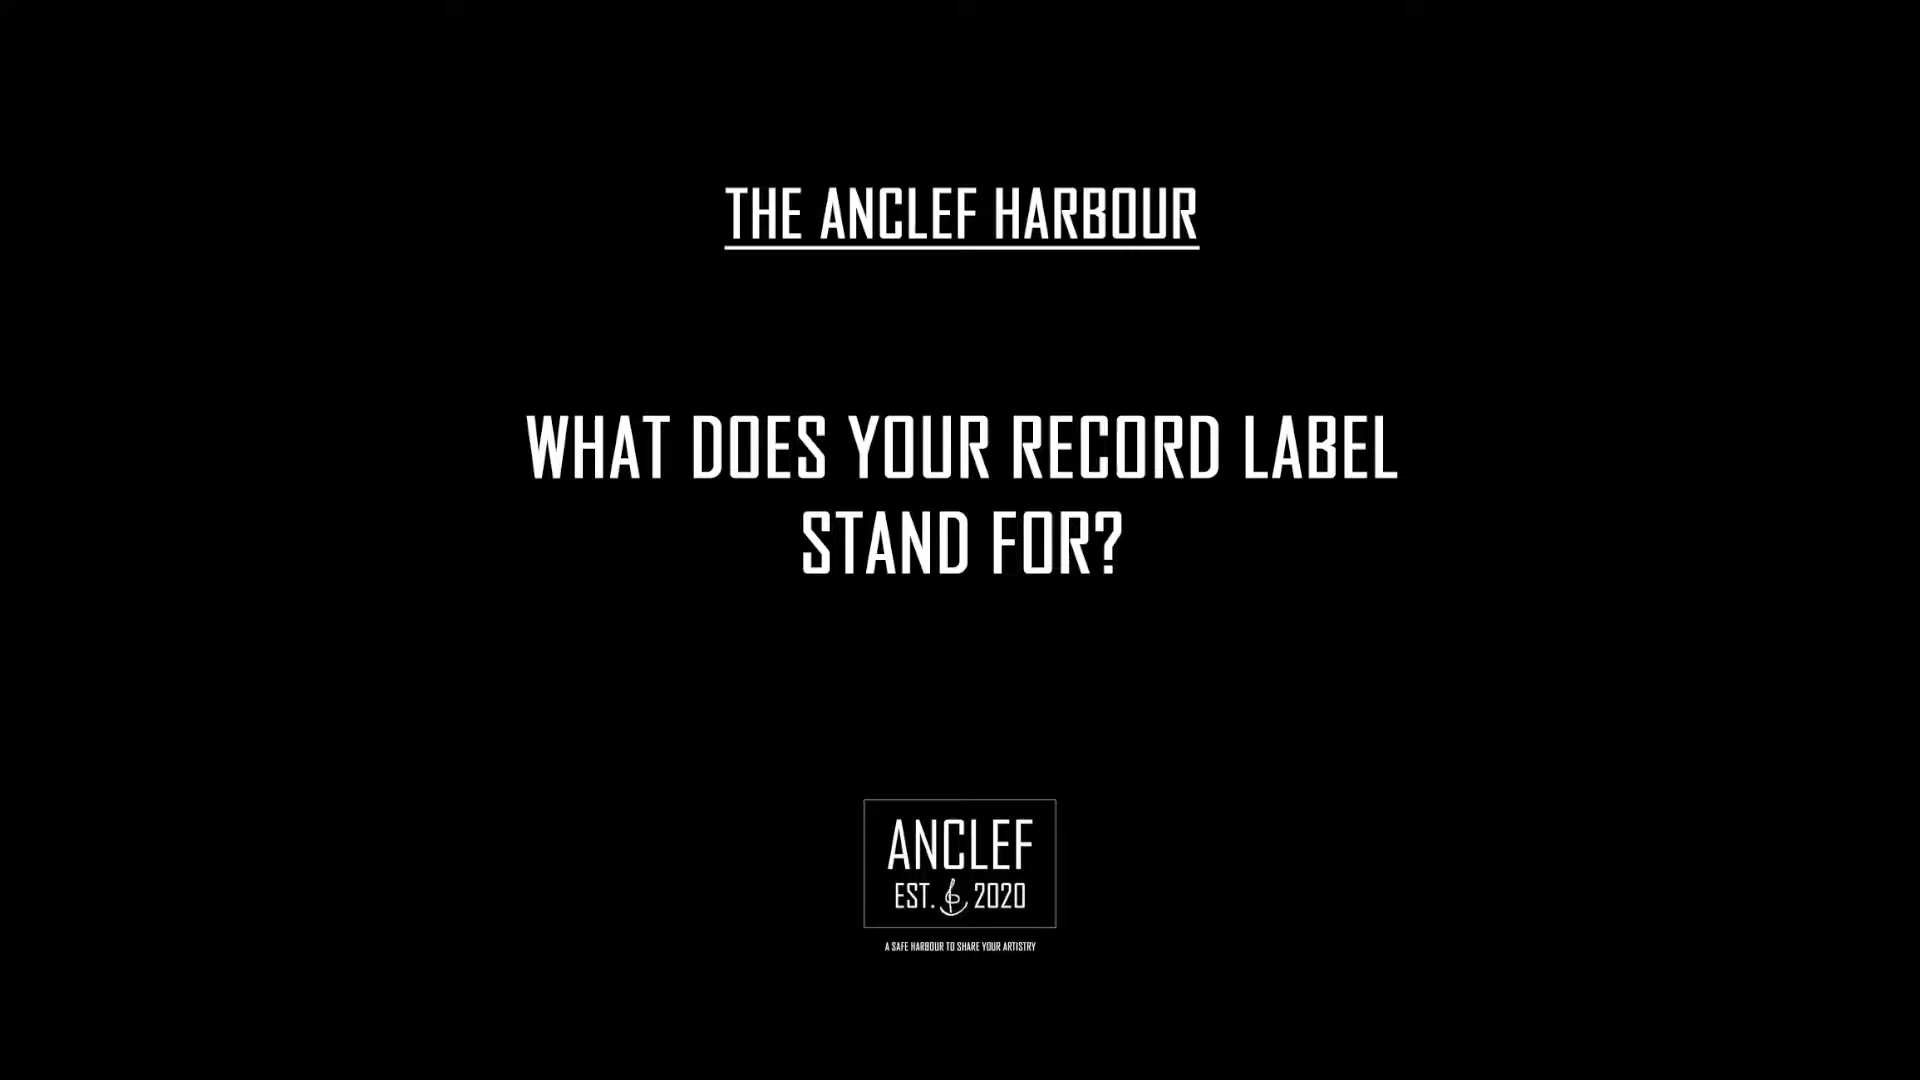 THE ANCLEF HARBOUR
WHAT DOES YOUR RECORD LABEL
STAND FOR?
ANCLEF
EST. 2020
A SAFE HARBOUR TO SHARE YOUR ARTISTRY